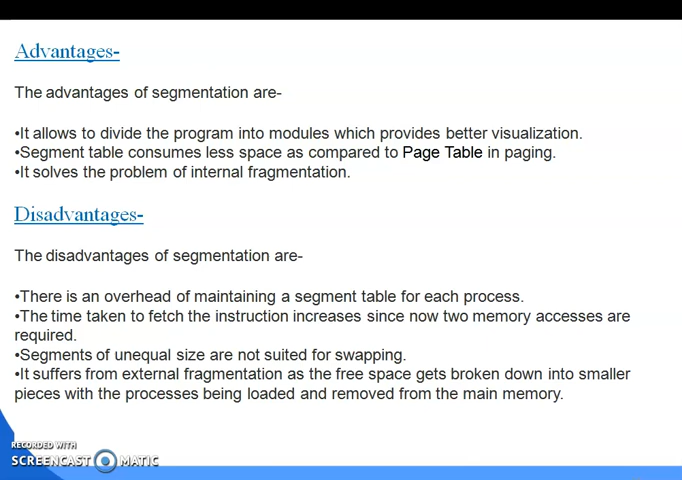 Advantages-
The advantages of segmentation are-
•It allows to divide the program into modules which provides better visualization.
•Segment table consumes less space as compared to Page Table in paging.
•It solves the problem of internal fragmentation.
Disadvantages-
The disadvantages of segmentation are-
•There is an overhead of maintaining a segment table for each process.
•The time taken to fetch the instruction increases since now two memory accesses are
required.
•Segments of unequal size are not suited for swapping.
•It suffers from external fragmentation as the free space gets broken down into smaller
pieces with the processes being loaded and removed from the main memory.
RECORDED WITH
SCREENCAST MATIC